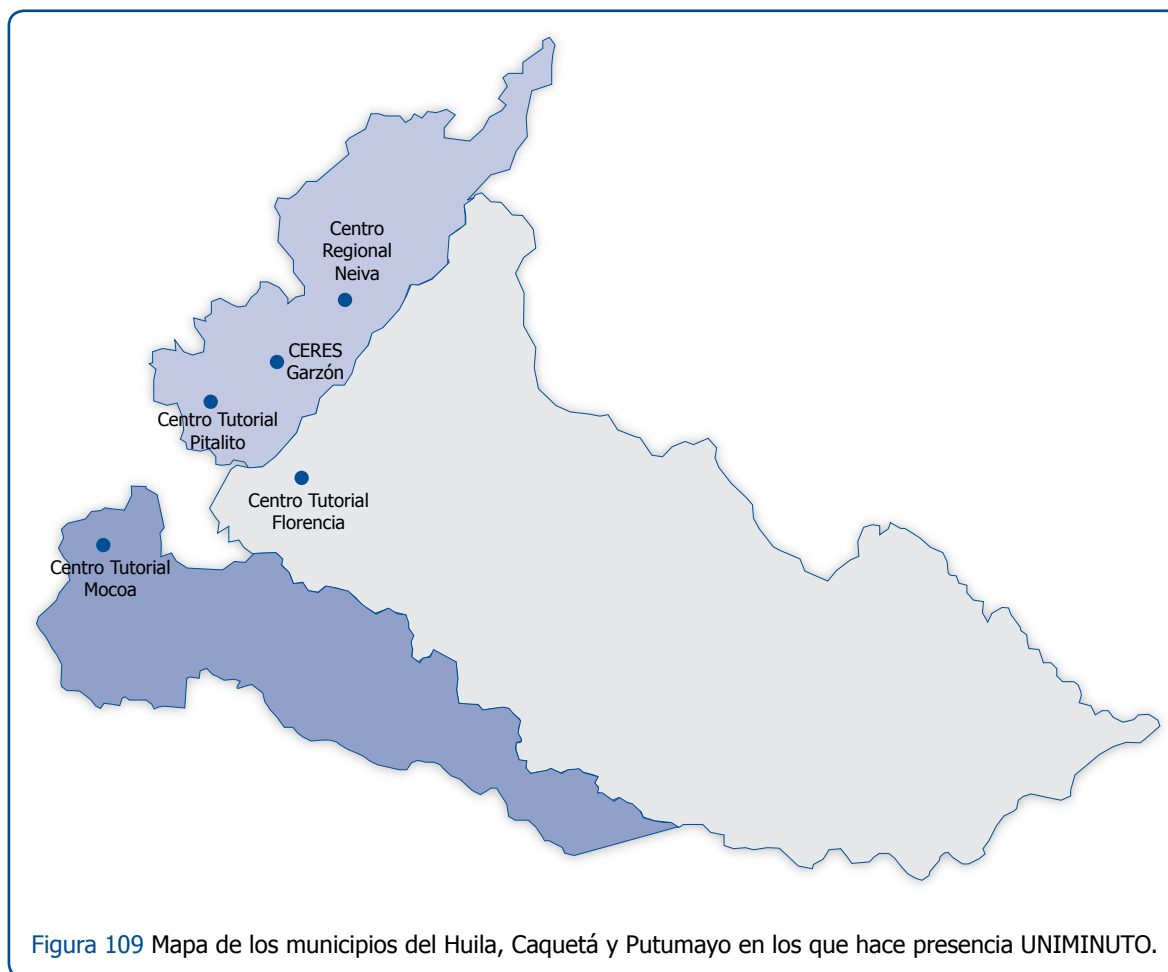 Centro
Regional
Neiva
CERES
Garzón
Centro Tutorial
Pitalito
Centro Tutorial
Florencia
Centro Tutorial
Mocoa
Figura 109 Mapa de los municipios del Huila, Caquetá y Putumayo en los que hace presencia UNIMINUTO.